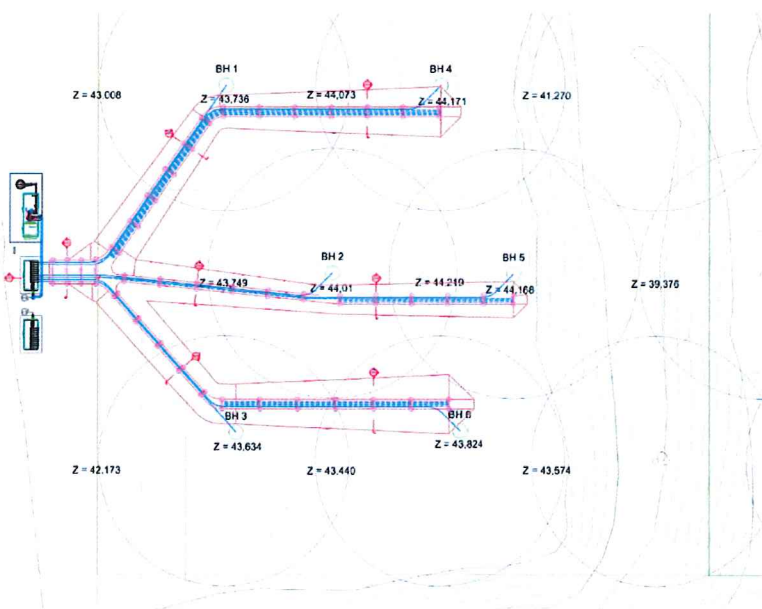 BH 1
BH 4
Z = 43,008
Z = 43,736
44,073
Z = 44,171
Z = 41,270
BH 2
BH 5
Z = 43,749
Z = 44,01
Z = 44,219
Z = 44,168
Z = 39,376
BH 3
BH 6
Z = 43,634
Z = 43,824
Z = 42,173
Z = 43,440
Z = 43,574